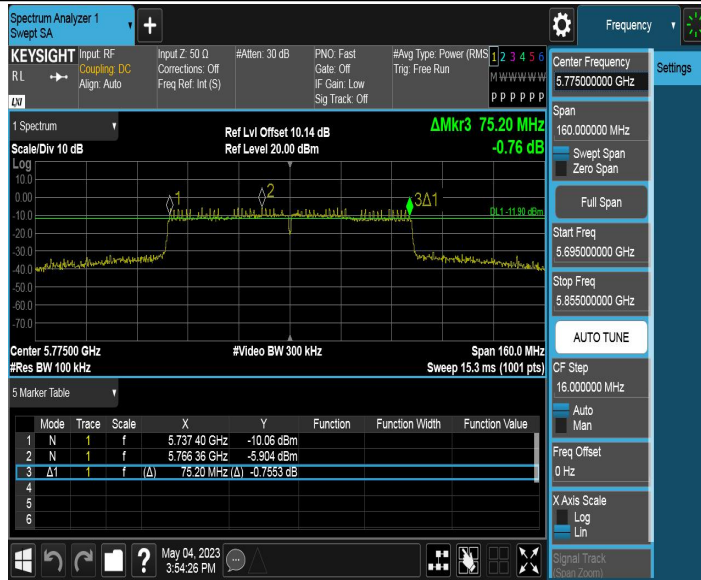 Spectrum Analyzer 1
Swept SA
+
Frequency
KEYSIGHT
RL
LXI
Input: RF
Coupling: DC
Align: Auto
Input Z: 50 Ω
Corrections: Off
Freq Ref: Int (S)
#Atten: 30 dB
PNO: Fast
Gate: Off
IF Gain: Low
Sig Track: Off
#Avg Type: Power (RMS
Trig: Free Run
1 2 3 4 5 6
M W W W W W
P P P P P P
1 Spectrum
Scale/Div 10 dB
Ref Lvl Offset 10.14 dB
Ref Level 20.00 dBm
ΔMkr3 75.20 MHz
-0.76 dB
Log
10.0
0.00
-10.0
-20.0
-30.0
-40.0
-50.0
-60.0
-70.0
1
2
3Δ1
DL1 -11.90 dBm
Center 5.77500 GHz
#Res BW 100 kHz
#Video BW 300 kHz
Span 160.0 MHz
Sweep 15.3 ms (1001 pts)
5 Marker Table
Mode Trace Scale X Y Function Function Width Function Value
1 N 1 f 5.737 40 GHz -10.06 dBm
2 N 1 f 5.766 36 GHz -5.904 dBm
3 Δ1 1 f (Δ) 75.20 MHz (Δ) -0.7553 dB
4
5
6
?
May 04, 2023
3:54:26 PM
Center Frequency
5.775000000 GHz
Settings
Span
160.000000 MHz
Swept Span
Zero Span
Full Span
Start Freq
5.695000000 GHz
Stop Freq
5.855000000 GHz
AUTO TUNE
CF Step
16.000000 MHz
Auto
Man
Freq Offset
0 Hz
X Axis Scale
Log
Lin
Signal Track
(Span Zoom)